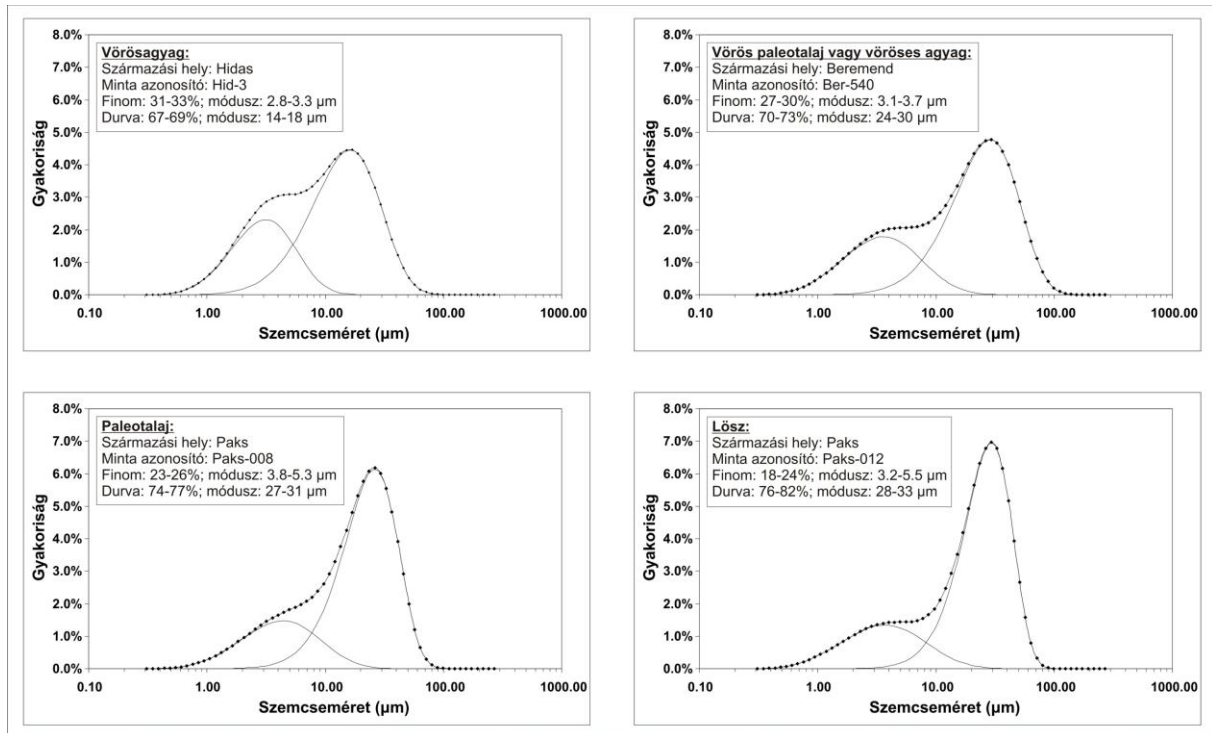 8.0%
7.0%
6.0%
5.0%
4.0%
3.0%
2.0%
1.0%
0.0%
Gyakoriság
Vörösagyag:
Származási hely: Hidas
Minta azonosító: Hid-3
Finom: 31-33%; módusz: 2.8-3.3 µm
Durva: 67-69%; módusz: 14-18 µm
0.10 1.00 10.00 100.00 1000.00
Szemcseméret (µm)
8.0%
7.0%
6.0%
5.0%
4.0%
3.0%
2.0%
1.0%
0.0%
Gyakoriság
Vörös paleotalaj vagy vöröses agyag:
Származási hely: Beremend
Minta azonosító: Ber-540
Finom: 27-30%; módusz: 3.1-3.7 µm
Durva: 70-73%; módusz: 24-30 µm
0.10 1.00 10.00 100.00 1000.00
Szemcseméret (µm)
8.0%
7.0%
6.0%
5.0%
4.0%
3.0%
2.0%
1.0%
0.0%
Gyakoriság
Paleotalaj:
Származási hely: Paks
Minta azonosító: Paks-008
Finom: 23-26%; módusz: 3.8-5.3 µm
Durva: 74-77%; módusz: 27-31 µm
0.10 1.00 10.00 100.00 1000.00
Szemcseméret (µm)
8.0%
7.0%
6.0%
5.0%
4.0%
3.0%
2.0%
1.0%
0.0%
Gyakoriság
Lösz:
Származási hely: Paks
Minta azonosító: Paks-012
Finom: 18-24%; módusz: 3.2-5.5 µm
Durva: 76-82%; módusz: 28-33 µm
0.10 1.00 10.00 100.00 1000.00
Szemcseméret (µm)